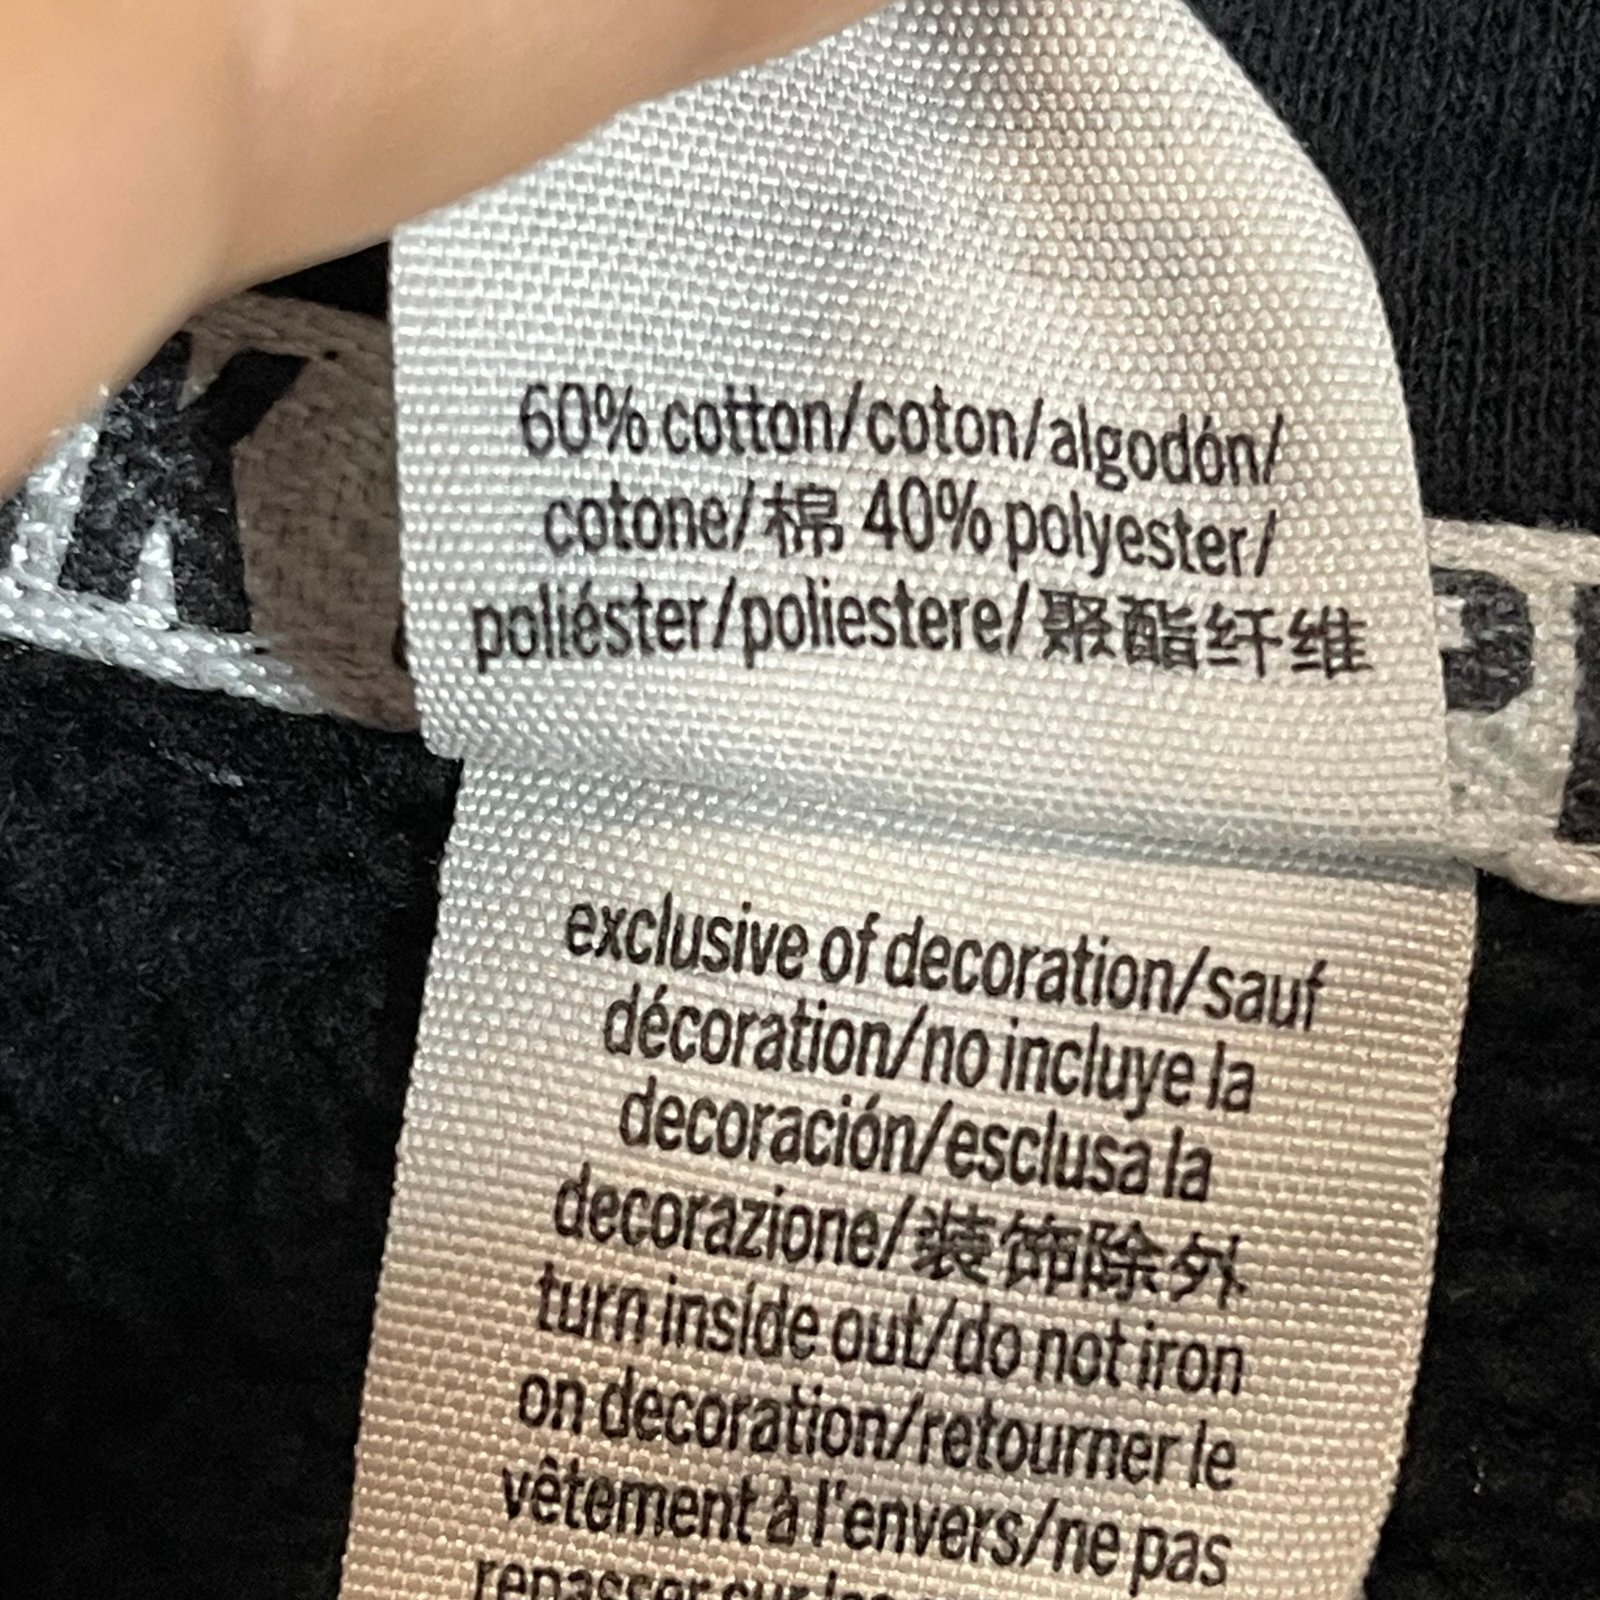 60% cotton/coton/algodón/
cotone/棉 40% polyester/
poliéster/poliestere/聚酯纤维
exclusive of decoration/sauf
décoration/no incluye la
decoración/esclusa la
decorazione/装饰除外
turn inside out/do not iron
on decoration/retourner le
vêtement à l'envers/ne pas
repasser sur